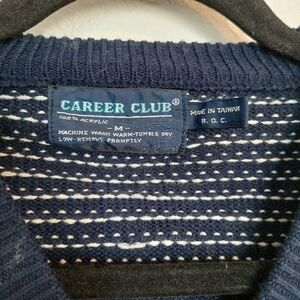 CAREER CLUB®
100% ACRYLIC
- M -
MACHINE WASH WARM-TUMBLE DRY
LOW-REMOVE PROMPTLY
MADE IN TAIWAN
R. O. C.